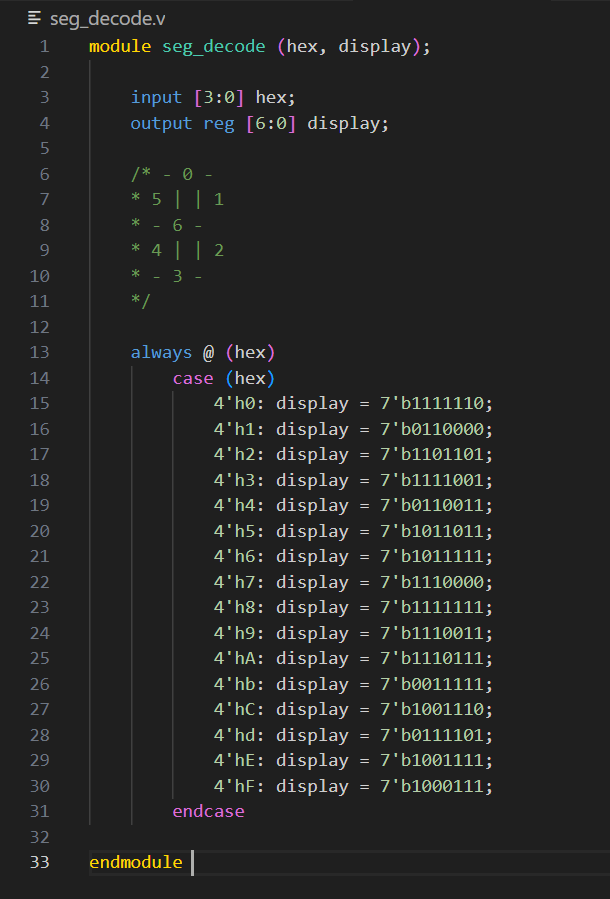 seg_decode.v
1 module seg_decode (hex, display);
2
3 input [3:0] hex;
4 output reg [6:0] display;
5
6 /* - 0 -
7 * 5 | | 1
8 * - 6 -
9 * 4 | | 2
10 * - 3 -
11 */
12
13 always @ (hex)
14 case (hex)
15 4'h0: display = 7'b1111110;
16 4'h1: display = 7'b0110000;
17 4'h2: display = 7'b1101101;
18 4'h3: display = 7'b1111001;
19 4'h4: display = 7'b0110011;
20 4'h5: display = 7'b1011011;
21 4'h6: display = 7'b1011111;
22 4'h7: display = 7'b1110000;
23 4'h8: display = 7'b1111111;
24 4'h9: display = 7'b1110011;
25 4'hA: display = 7'b1110111;
26 4'hb: display = 7'b0011111;
27 4'hC: display = 7'b1001110;
28 4'hd: display = 7'b0111101;
29 4'hE: display = 7'b1001111;
30 4'hF: display = 7'b1000111;
31 endcase
32
33 endmodule